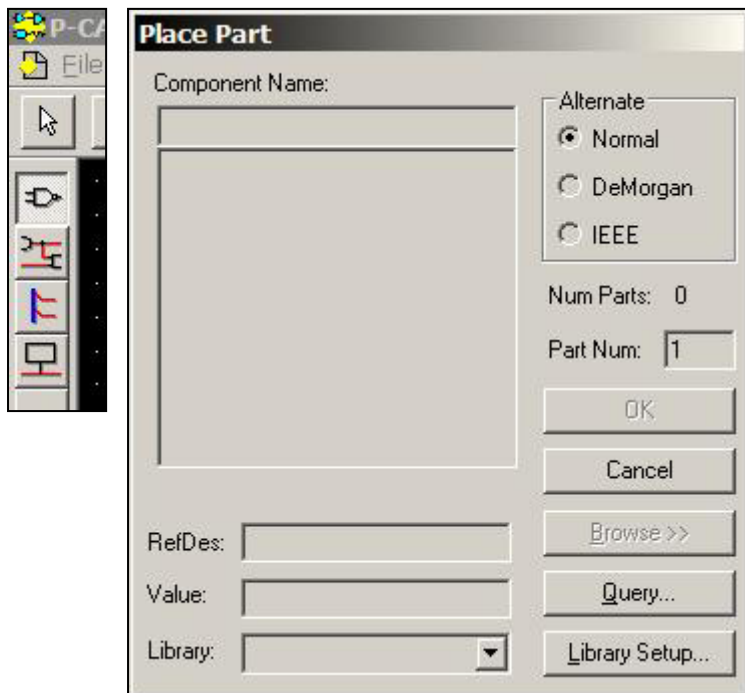 P-CA
File
Place Part
Component Name:
Alternate
Normal
DeMorgan
IEEE
Num Parts: 0
Part Num: 1
OK
Cancel
RefDes:
Browse >>
Value:
Query...
Library:
Library Setup...